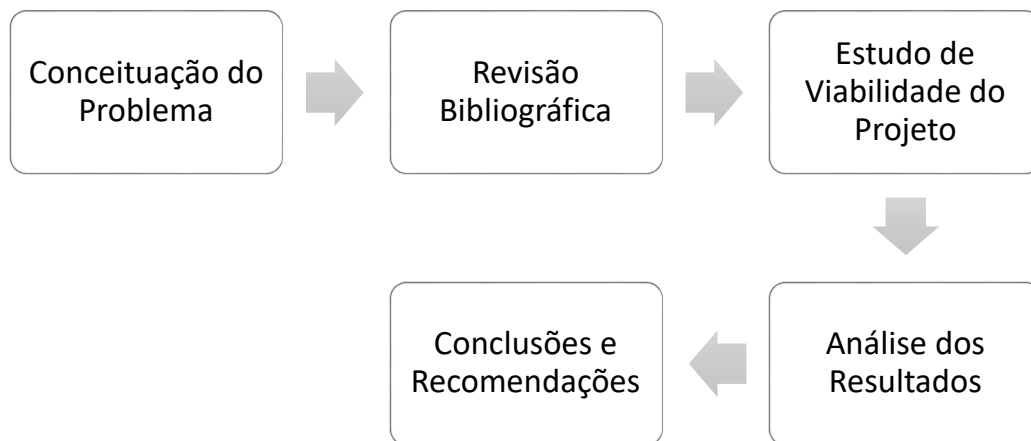 Conceituação do
Problema
Revisão
Bibliográfica
Estudo de
Viabilidade do
Projeto
Análise dos
Resultados
Conclusões e
Recomendações